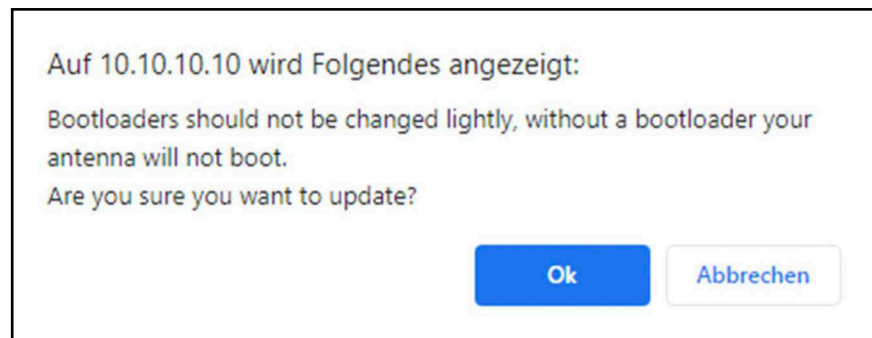 Auf 10.10.10.10 wird Folgendes angezeigt:
Bootloaders should not be changed lightly, without a bootloader your
antenna will not boot.
Are you sure you want to update?
Ok
Abbrechen